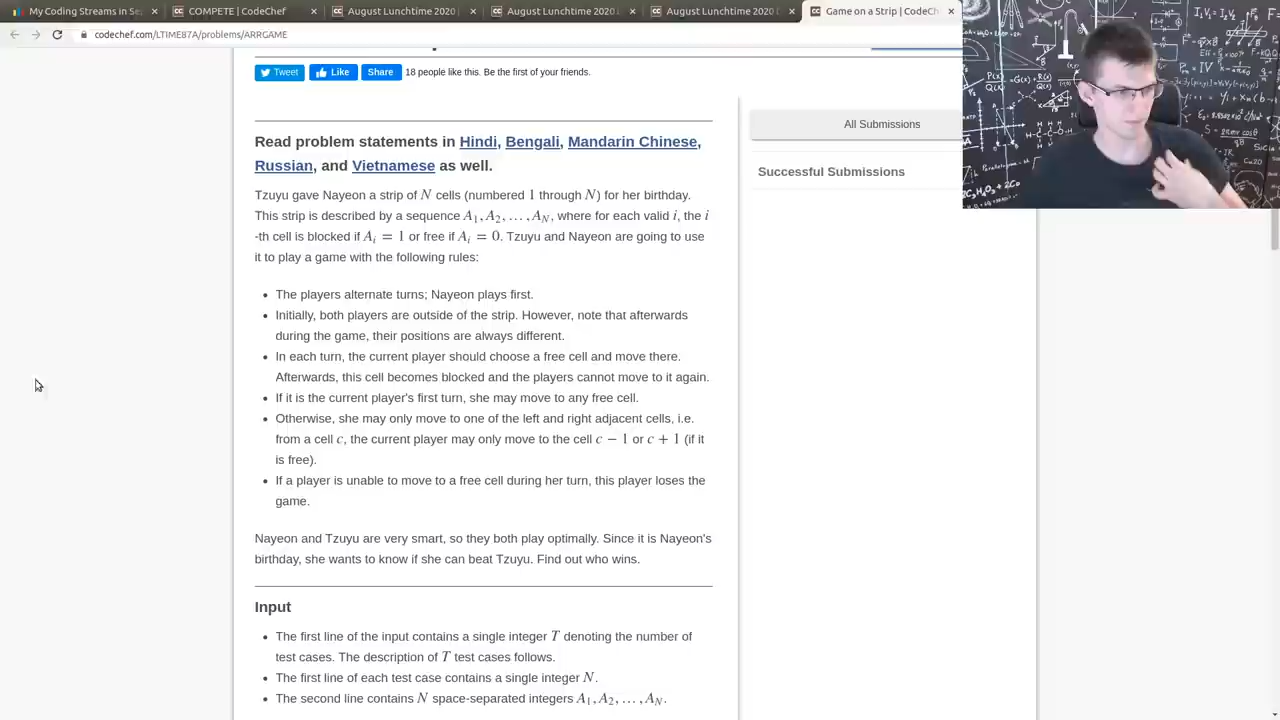 My Coding Streams in Se
COMPETE | CodeChef
August Lunchtime 2020
August Lunchtime 2020
August Lunchtime 2020 D
Game on a Strip | CodeChe
codechef.com/LTIME87A/problems/ARRGAME
Tweet
Like
Share
18 people like this. Be the first of your friends.
All Submissions
Successful Submissions
Read problem statements in Hindi, Bengali, Mandarin Chinese,
Russian, and Vietnamese as well.
Tzuyu gave Nayeon a strip of N cells (numbered 1 through N) for her birthday.
This strip is described by a sequence A1, A2, …, AN, where for each valid i, the i
-th cell is blocked if Ai = 1 or free if Ai = 0. Tzuyu and Nayeon are going to use
it to play a game with the following rules:
• The players alternate turns; Nayeon plays first.
• Initially, both players are outside of the strip. However, note that afterwards
during the game, their positions are always different.
• In each turn, the current player should choose a free cell and move there.
Afterwards, this cell becomes blocked and the players cannot move to it again.
• If it is the current player's first turn, she may move to any free cell.
• Otherwise, she may only move to one of the left and right adjacent cells, i.e.
from a cell c, the current player may only move to the cell c − 1 or c + 1 (if it
is free).
• If a player is unable to move to a free cell during her turn, this player loses the
game.
Nayeon and Tzuyu are very smart, so they both play optimally. Since it is Nayeon's
birthday, she wants to know if she can beat Tzuyu. Find out who wins.
Input
• The first line of the input contains a single integer T denoting the number of
test cases. The description of T test cases follows.
• The first line of each test case contains a single integer N.
• The second line contains N space-separated integers A1, A2, …, AN.